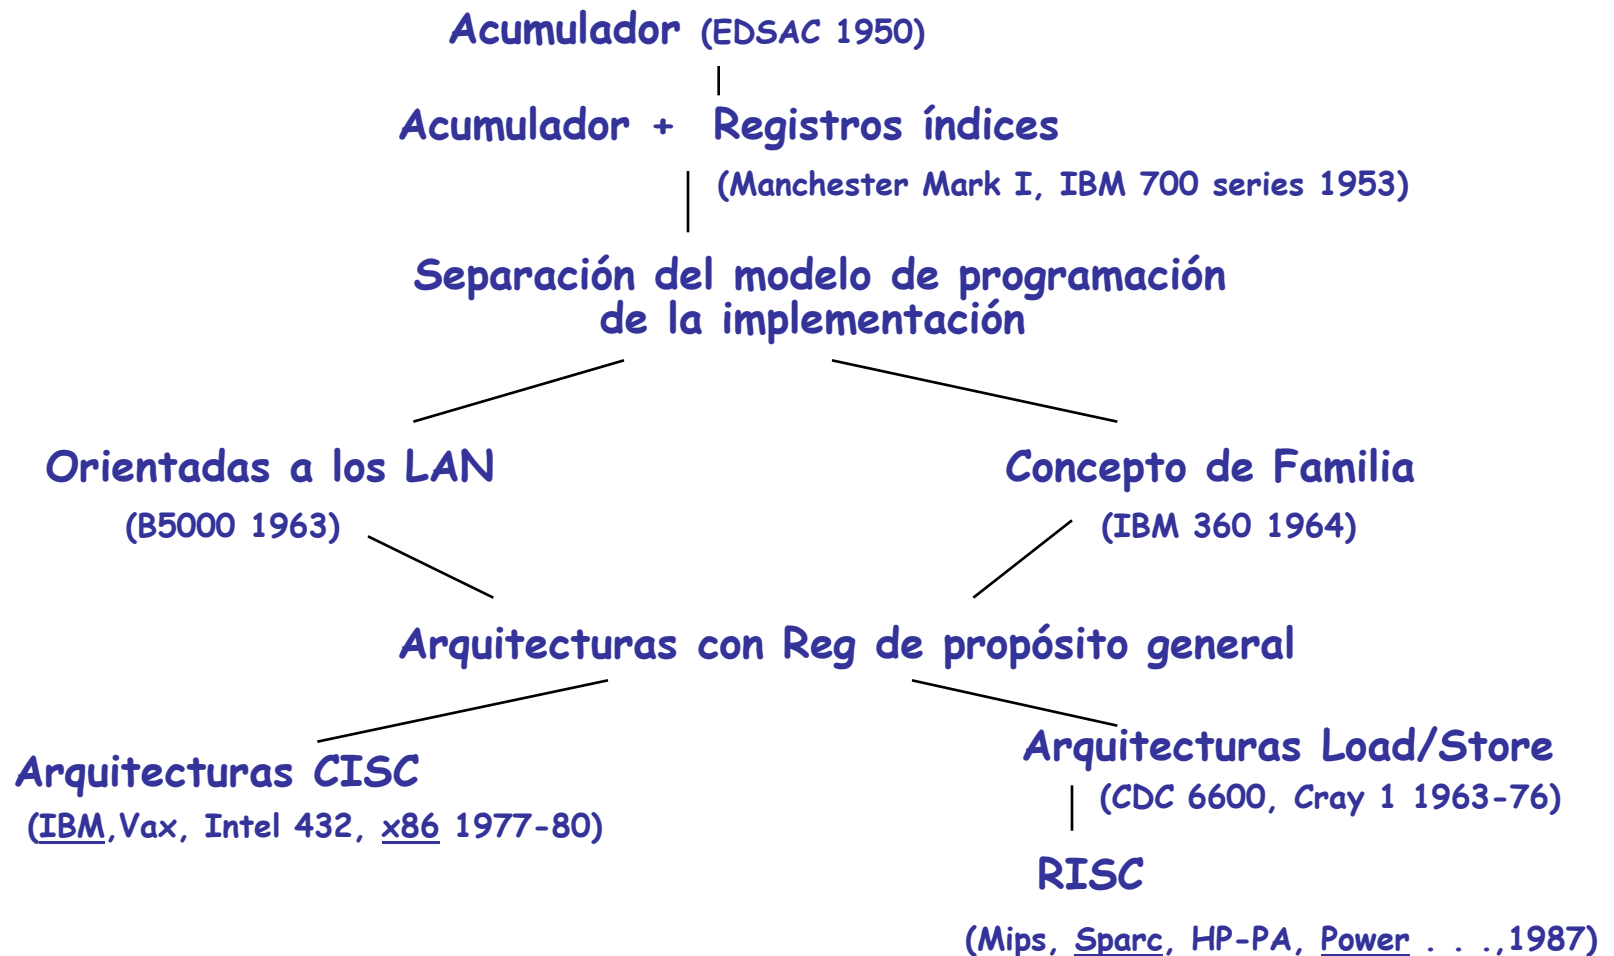 Acumulador (EDSAC 1950)
Acumulador + Registros índices
(Manchester Mark I, IBM 700 series 1953)
Separación del modelo de programación
de la implementación
Orientadas a los LAN
(B5000 1963)
Concepto de Familia
(IBM 360 1964)
Arquitecturas con Reg de propósito general
Arquitecturas CISC
(IBM,Vax, Intel 432, x86 1977-80)
Arquitecturas Load/Store
(CDC 6600, Cray 1 1963-76)
RISC
(Mips, Sparc, HP-PA, Power . . .,1987)